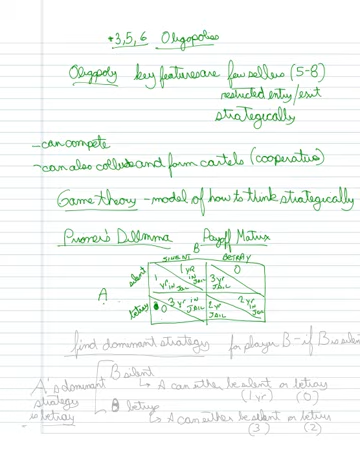 *3,5,6 Oligopolies
Oligopoly key features are few sellers (5-8)
restricted entry/exit
strategically
-can compete
-can also collude and form cartels (cooperative)
Game theory - model of how to think strategically
Prisoner's Dilemma Payoff Matrix
B
SILENT BETRAY
silent 1 yr in JAIL 1 yr in JAIL 0 3 yr JAIL
A
betray 3 yr in JAIL 0 2 yr in JAIL 2 yr JAIL
find dominant strategy for player B - if B is silent
A's dominant strategy is betray
B silent
↳ A can either be silent or betray
(1 yr) (0)
B betrays
↳ A can either be silent or betray
(3) (2)